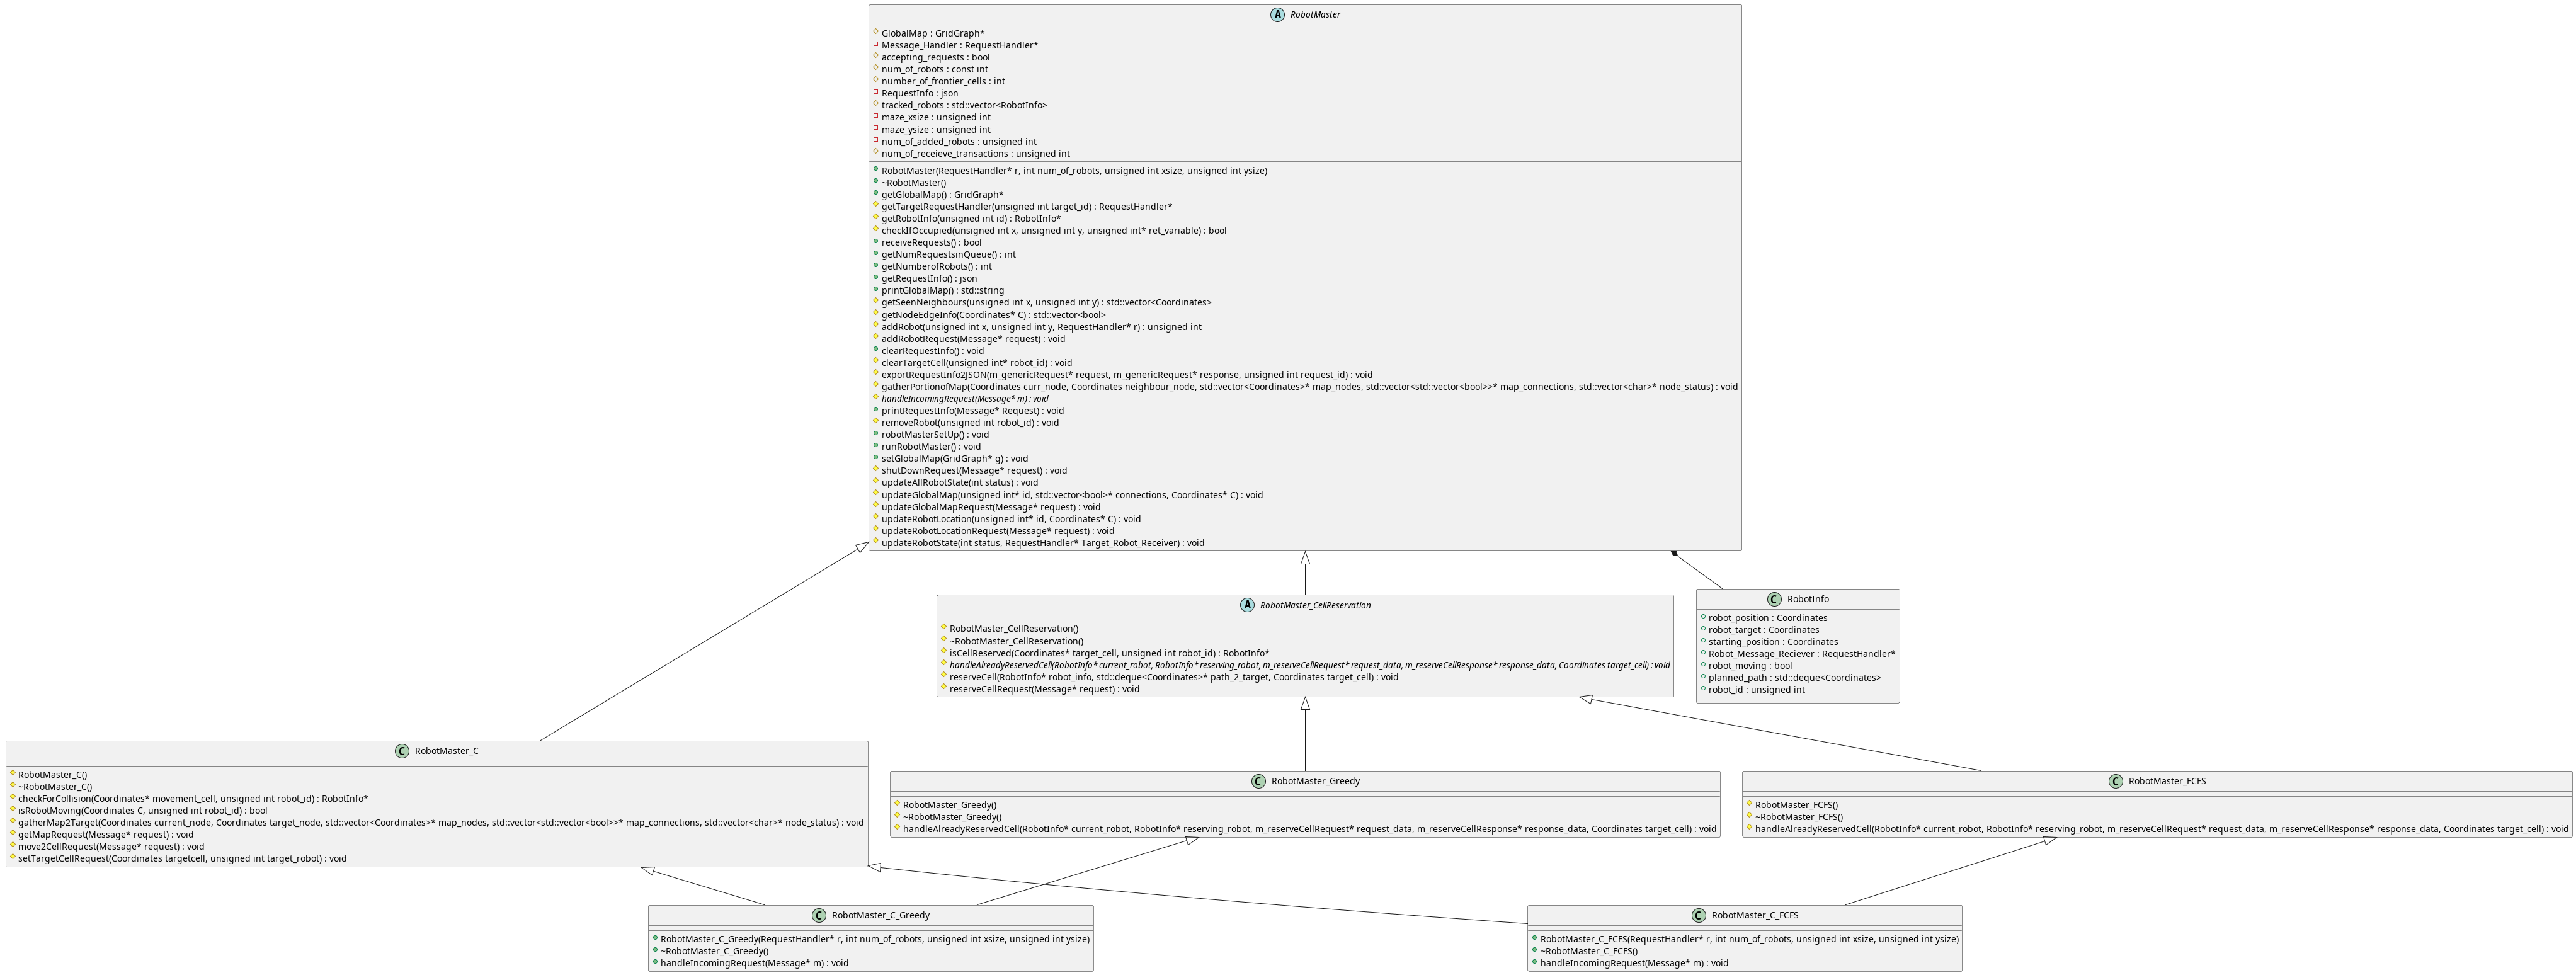 A RobotMaster
GlobalMap : GridGraph*
Message_Handler : RequestHandler*
accepting_requests : bool
num_of_robots : const int
number_of_frontier_cells : int
RequestInfo : json
tracked_robots : std::vector<RobotInfo>
maze_xsize : unsigned int
maze_ysize : unsigned int
num_of_added_robots : unsigned int
num_of_receieve_transactions : unsigned int
RobotMaster(RequestHandler* r, int num_of_robots, unsigned int xsize, unsigned int ysize)
~RobotMaster()
getGlobalMap() : GridGraph*
getTargetRequestHandler(unsigned int target_id) : RequestHandler*
getRobotInfo(unsigned int id) : RobotInfo*
checkIfOccupied(unsigned int x, unsigned int y, unsigned int* ret_variable) : bool
receiveRequests() : bool
getNumRequestsinQueue() : int
getNumberofRobots() : int
getRequestInfo() : json
printGlobalMap() : std::string
getSeenNeighbours(unsigned int x, unsigned int y) : std::vector<Coordinates>
getNodeEdgeInfo(Coordinates* C) : std::vector<bool>
addRobot(unsigned int x, unsigned int y, RequestHandler* r) : unsigned int
addRobotRequest(Message* request) : void
clearRequestInfo() : void
clearTargetCell(unsigned int* robot_id) : void
exportRequestInfo2JSON(m_genericRequest* request, m_genericRequest* response, unsigned int request_id) : void
gatherPortionofMap(Coordinates curr_node, Coordinates neighbour_node, std::vector<Coordinates>* map_nodes, std::vector<std::vector<bool>>* map_connections, std::vector<char>* node_status) : void
handleIncomingRequest(Message* m) : void
printRequestInfo(Message* Request) : void
removeRobot(unsigned int robot_id) : void
robotMasterSetUp() : void
runRobotMaster() : void
setGlobalMap(GridGraph* g) : void
shutDownRequest(Message* request) : void
updateAllRobotState(int status) : void
updateGlobalMap(unsigned int* id, std::vector<bool>* connections, Coordinates* C) : void
updateGlobalMapRequest(Message* request) : void
updateRobotLocation(unsigned int* id, Coordinates* C) : void
updateRobotLocationRequest(Message* request) : void
updateRobotState(int status, RequestHandler* Target_Robot_Receiver) : void
A RobotMaster_CellReservation
RobotMaster_CellReservation()
~RobotMaster_CellReservation()
isCellReserved(Coordinates* target_cell, unsigned int robot_id) : RobotInfo*
handleAlreadyReservedCell(RobotInfo* current_robot, RobotInfo* reserving_robot, m_reserveCellRequest* request_data, m_reserveCellResponse* response_data, Coordinates target_cell) : void
reserveCell(RobotInfo* robot_info, std::deque<Coordinates>* path_2_target, Coordinates target_cell) : void
reserveCellRequest(Message* request) : void
C RobotInfo
robot_position : Coordinates
robot_target : Coordinates
starting_position : Coordinates
Robot_Message_Reciever : RequestHandler*
robot_moving : bool
planned_path : std::deque<Coordinates>
robot_id : unsigned int
C RobotMaster_C
RobotMaster_C()
~RobotMaster_C()
checkForCollision(Coordinates* movement_cell, unsigned int robot_id) : RobotInfo*
isRobotMoving(Coordinates C, unsigned int robot_id) : bool
gatherMap2Target(Coordinates current_node, Coordinates target_node, std::vector<Coordinates>* map_nodes, std::vector<std::vector<bool>>* map_connections, std::vector<char>* node_status) : void
getMapRequest(Message* request) : void
move2CellRequest(Message* request) : void
setTargetCellRequest(Coordinates targetcell, unsigned int target_robot) : void
C RobotMaster_Greedy
RobotMaster_Greedy()
~RobotMaster_Greedy()
handleAlreadyReservedCell(RobotInfo* current_robot, RobotInfo* reserving_robot, m_reserveCellRequest* request_data, m_reserveCellResponse* response_data, Coordinates target_cell) : void
C RobotMaster_FCFS
RobotMaster_FCFS()
~RobotMaster_FCFS()
handleAlreadyReservedCell(RobotInfo* current_robot, RobotInfo* reserving_robot, m_reserveCellRequest* request_data, m_reserveCellResponse* response_data, Coordinates target_cell) : void
C RobotMaster_C_Greedy
RobotMaster_C_Greedy(RequestHandler* r, int num_of_robots, unsigned int xsize, unsigned int ysize)
~RobotMaster_C_Greedy()
handleIncomingRequest(Message* m) : void
C RobotMaster_C_FCFS
RobotMaster_C_FCFS(RequestHandler* r, int num_of_robots, unsigned int xsize, unsigned int ysize)
~RobotMaster_C_FCFS()
handleIncomingRequest(Message* m) : void